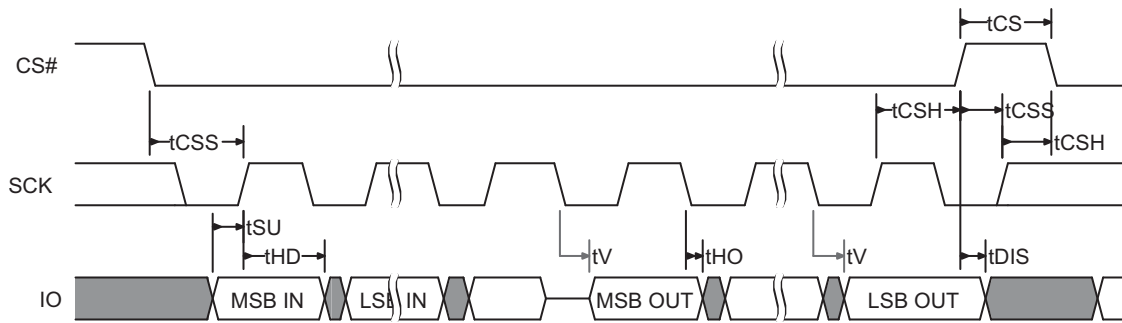 tCS
CS#
tCSH
tCSS
tCSS
tCSH
SCK
tSU
tHD
tV
tHO
tV
tDIS
IO
MSB IN
LSB IN
MSB OUT
LSB OUT